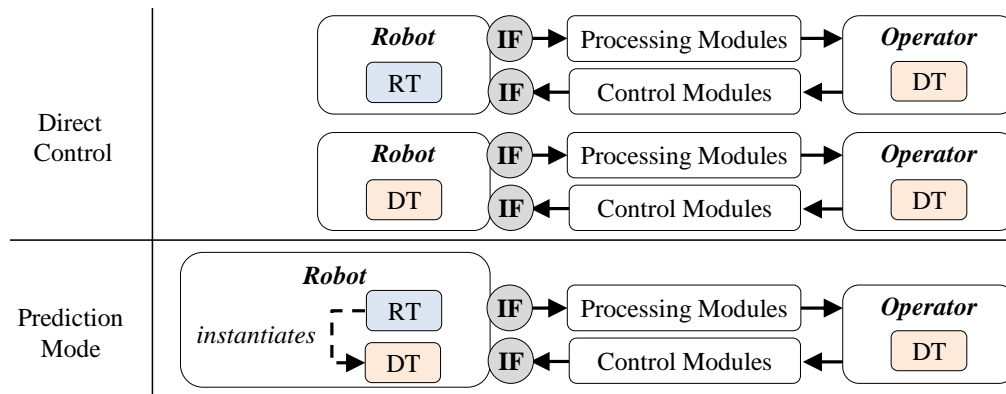 Direct
Control
Robot
RT
IF
Processing Modules
Operator
DT
IF
Control Modules
Robot
DT
IF
Processing Modules
Operator
DT
IF
Control Modules
Prediction
Mode
Robot
RT
instantiates
DT
IF
Processing Modules
Operator
DT
IF
Control Modules